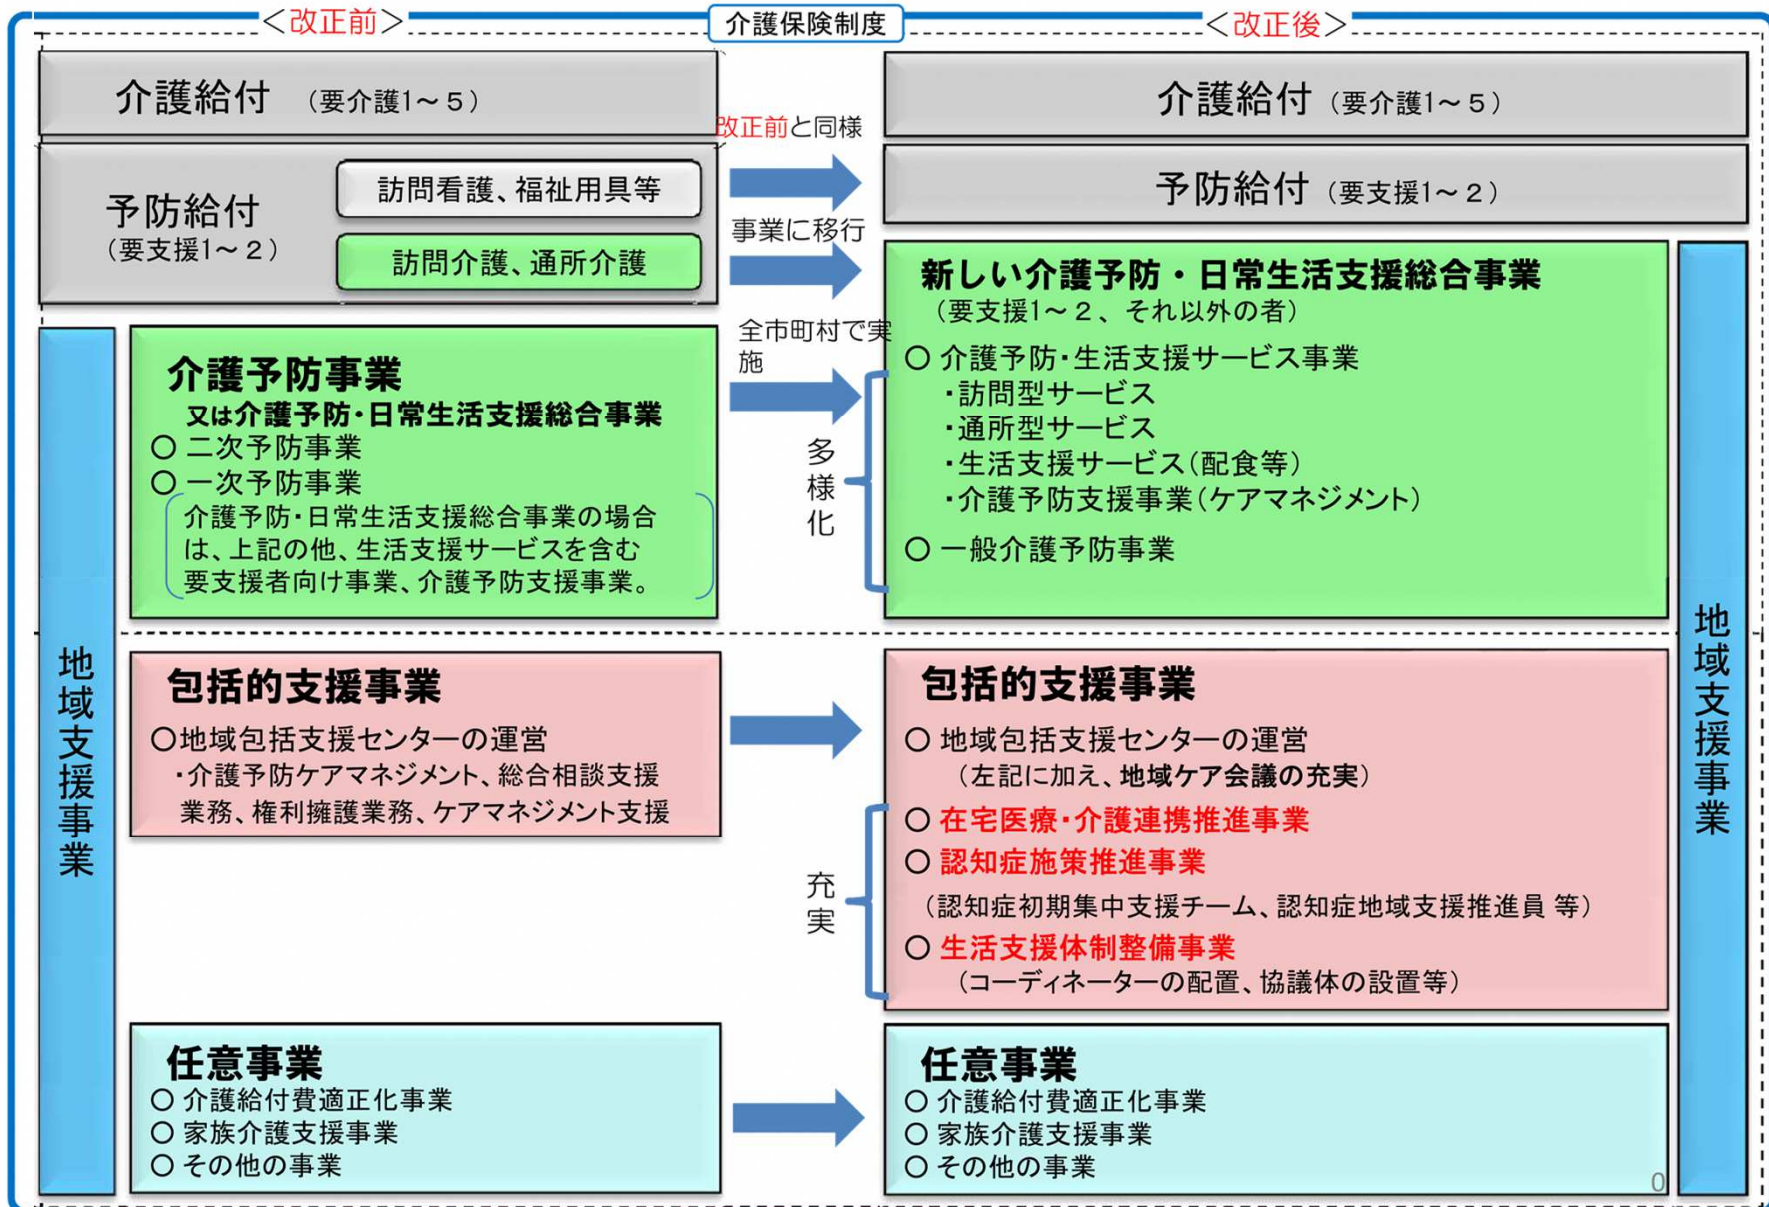 ＜改正前＞
介護保険制度
＜改正後＞
介護給付 （要介護1～５）
予防給付
（要支援1～２）
訪問看護、福祉用具等
訪問介護、通所介護
地域支援事業
介護予防事業
又は介護予防・日常生活支援総合事業
○ 二次予防事業
○ 一次予防事業
介護予防・日常生活支援総合事業の場合
は、上記の他、生活支援サービスを含む
要支援者向け事業、介護予防支援事業。
包括的支援事業
○地域包括支援センターの運営
・介護予防ケアマネジメント、総合相談支援
業務、権利擁護業務、ケアマネジメント支援
任意事業
○ 介護給付費適正化事業
○ 家族介護支援事業
○ その他の事業
改正前と同様
事業に移行
全市町村で実
施
多様化
充実
介護給付（要介護1～５）
予防給付（要支援1～２）
新しい介護予防・日常生活支援総合事業
（要支援1～２、それ以外の者）
○ 介護予防・生活支援サービス事業
・訪問型サービス
・通所型サービス
・生活支援サービス（配食等）
・介護予防支援事業（ケアマネジメント）
○ 一般介護予防事業
包括的支援事業
○ 地域包括支援センターの運営
（左記に加え、地域ケア会議の充実）
○ 在宅医療・介護連携推進事業
○ 認知症施策推進事業
（認知症初期集中支援チーム、認知症地域支援推進員 等）
○ 生活支援体制整備事業
（コーディネーターの配置、協議体の設置等）
任意事業
○ 介護給付費適正化事業
○ 家族介護支援事業
○ その他の事業
地域支援事業
0